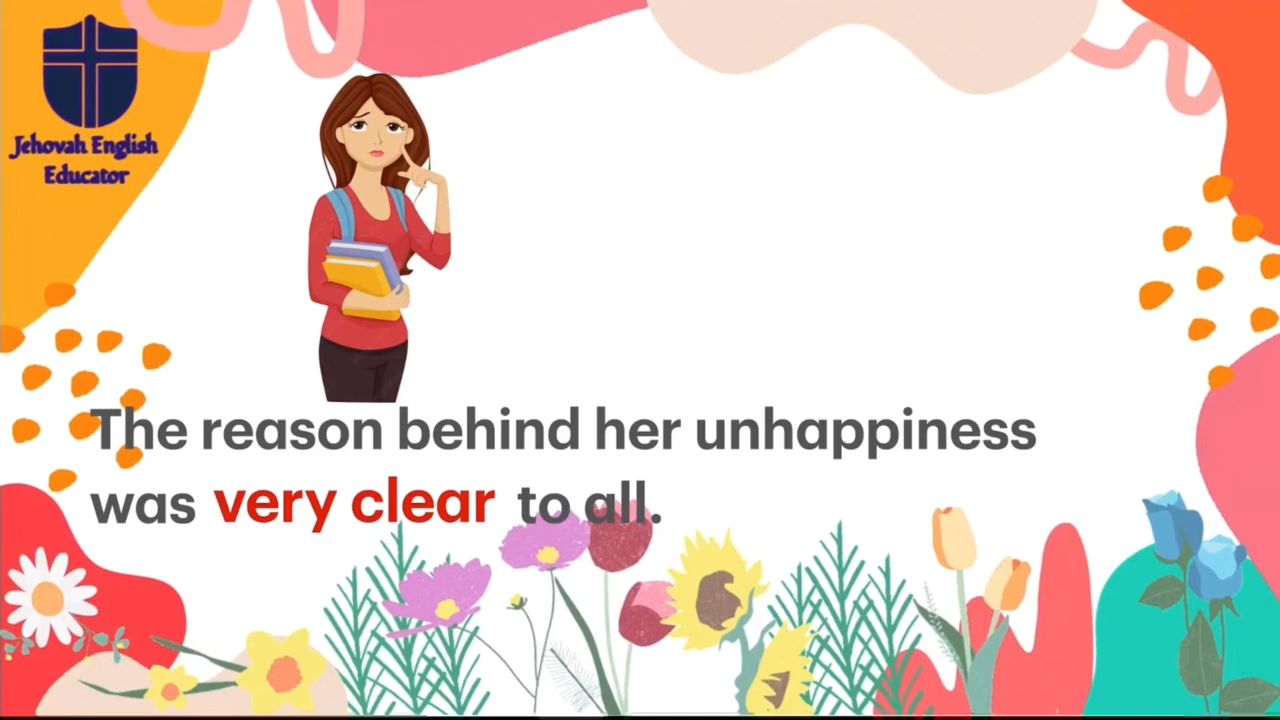 Jehovah English
Educator
The reason behind her unhappiness
was very clear to all.